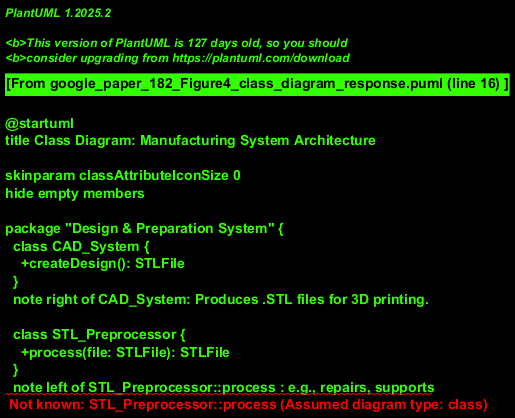 PlantUML 1.2025.2
<b>This version of PlantUML is 127 days old, so you should
<b>consider upgrading from https://plantuml.com/download
[From google_paper_182_Figure4_class_diagram_response.puml (line 16) ]
@startuml
title Class Diagram: Manufacturing System Architecture
skinparam classAttributeIconSize 0
hide empty members
package "Design & Preparation System" {
class CAD_System {
+createDesign(): STLFile
}
note right of CAD_System: Produces .STL files for 3D printing.
class STL_Preprocessor {
+process(file: STLFile): STLFile
}
note left of STL_Preprocessor::process : e.g., repairs, supports
Not known: STL_Preprocessor::process (Assumed diagram type: class)